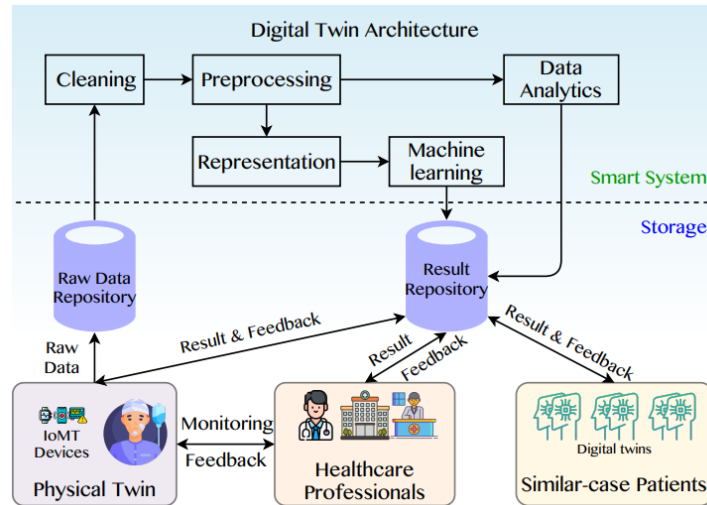 Digital Twin Architecture
Cleaning
Preprocessing
Data
Analytics
Representation
Machine
learning
Smart System
Storage
Raw Data
Repository
Result
Repository
Raw
Data
Result & Feedback
Result
Feedback
Result & Feedback
IoMT
Devices
Physical Twin
Monitoring
Feedback
Healthcare
Professionals
Digital twins
Similar-case Patients